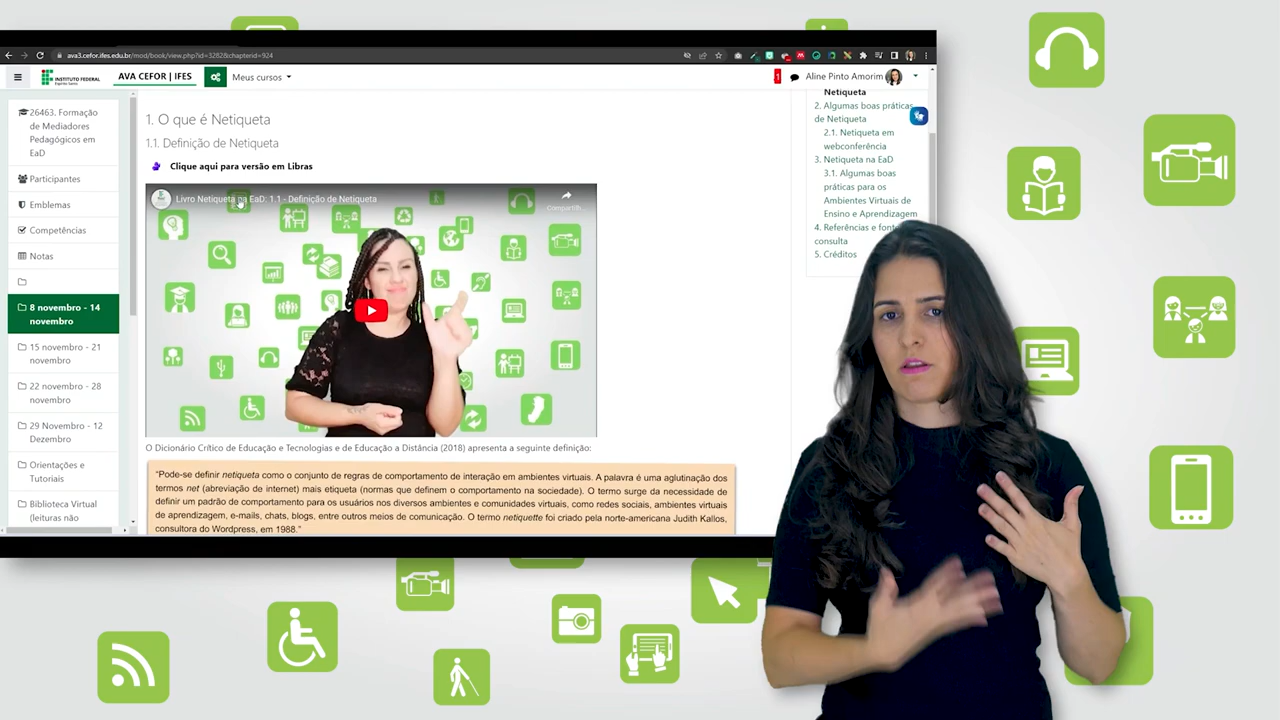 ava3.cefor.ifes.edu.br/mod/book/view.php?id=3282&chapterid=924
INSTITUTO FEDERAL
Espírito Santo
AVA CEFOR | IFES
Meus cursos
1
Aline Pinto Amorim
26463. Formação
de Mediadores
Pedagógicos em
EaD
Participantes
Emblemas
Competências
Notas
8 novembro - 14
novembro
15 novembro - 21
novembro
22 novembro - 28
novembro
29 Novembro - 12
Dezembro
Orientações e
Tutoriais
Biblioteca Virtual
(leituras não
1. O que é Netiqueta
1.1. Definição de Netiqueta
Clique aqui para versão em Libras
Livro Netiqueta na EaD: 1.1 - Definição de Netiqueta
Compartilh...
O Dicionário Crítico de Educação e Tecnologias e de Educação a Distância (2018) apresenta a seguinte definição:
“Pode-se definir netiqueta como o conjunto de regras de comportamento de interação em ambientes virtuais. A palavra é uma aglutinação dos
termos net (abreviação de internet) mais etiqueta (normas que definem o comportamento na sociedade). O termo surge da necessidade de
definir um padrão de comportamento para os usuários nos diversos ambientes e comunidades virtuais, como redes sociais, ambientes virtuais
de aprendizagem, e-mails, chats, blogs, entre outros meios de comunicação. O termo netiquette foi criado pela norte-americana Judith Kallos,
consultora do Wordpress, em 1988.”
Netiqueta
2. Algumas boas práticas
de Netiqueta
2.1. Netiqueta em
webconferência
3. Netiqueta na EaD
3.1. Algumas boas
práticas para os
Ambientes Virtuais de
Ensino e Aprendizagem
4. Referências e
consulta
5. Créditos